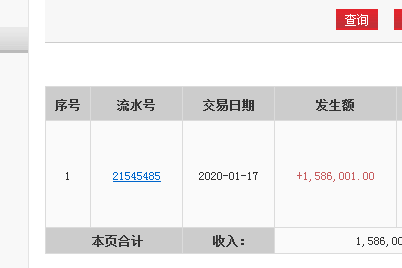 查询
序号 流水号 交易日期 发生额
1 21545485 2020-01-17 +1,586,001.00
本页合计 收入: 1,586,00